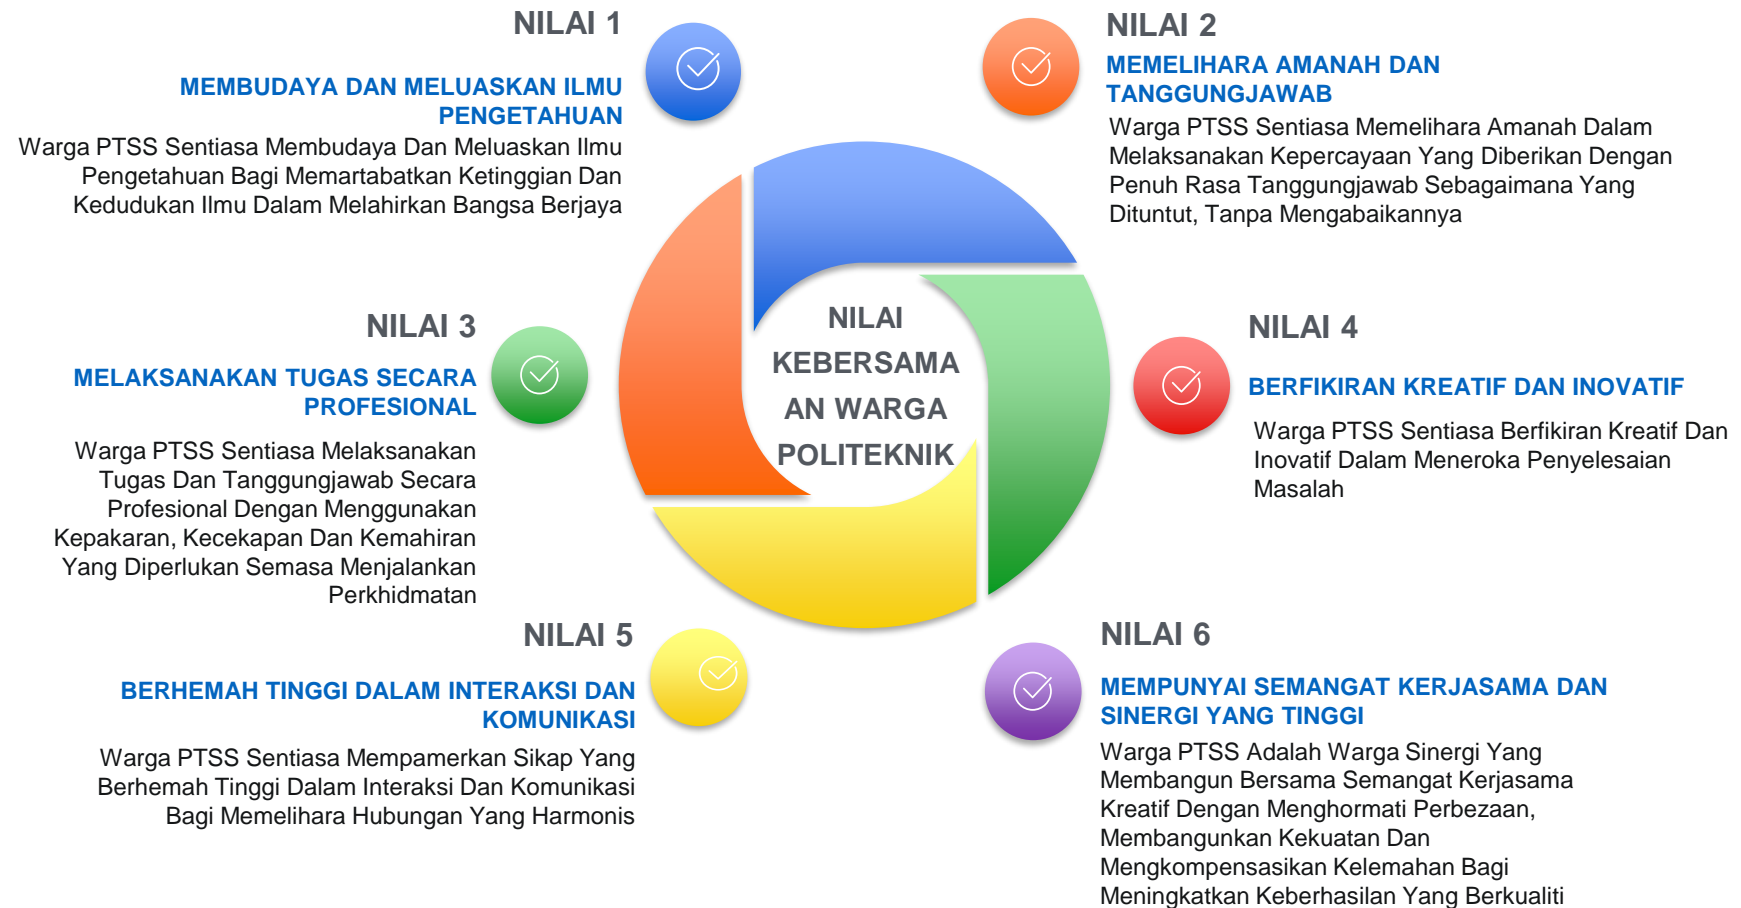 NILAI 1
MEMBUDAYA DAN MELUASKAN ILMU
PENGETAHUAN
Warga PTSS Sentiasa Membudaya Dan Meluaskan Ilmu
Pengetahuan Bagi Memartabatkan Ketinggian Dan
Kedudukan Ilmu Dalam Melahirkan Bangsa Berjaya
NILAI 2
MEMELIHARA AMANAH DAN
TANGGUNGJAWAB
Warga PTSS Sentiasa Memelihara Amanah Dalam
Melaksanakan Kepercayaan Yang Diberikan Dengan
Penuh Rasa Tanggungjawab Sebagaimana Yang
Dituntut, Tanpa Mengabaikannya
NILAI
KEBERSAMA
AN WARGA
POLITEKNIK
NILAI 3
MELAKSANAKAN TUGAS SECARA
PROFESIONAL
Warga PTSS Sentiasa Melaksanakan
Tugas Dan Tanggungjawab Secara
Profesional Dengan Menggunakan
Kepakaran, Kecekapan Dan Kemahiran
Yang Diperlukan Semasa Menjalankan
Perkhidmatan
NILAI 4
BERFIKIRAN KREATIF DAN INOVATIF
Warga PTSS Sentiasa Berfikiran Kreatif Dan
Inovatif Dalam Meneroka Penyelesaian
Masalah
NILAI 5
BERHEMAH TINGGI DALAM INTERAKSI DAN
KOMUNIKASI
Warga PTSS Sentiasa Mempamerkan Sikap Yang
Berhemah Tinggi Dalam Interaksi Dan Komunikasi
Bagi Memelihara Hubungan Yang Harmonis
NILAI 6
MEMPUNYAI SEMANGAT KERJASAMA DAN
SINERGI YANG TINGGI
Warga PTSS Adalah Warga Sinergi Yang
Membangun Bersama Semangat Kerjasama
Kreatif Dengan Menghormati Perbezaan,
Membangunkan Kekuatan Dan
Mengkompensasikan Kelemahan Bagi
Meningkatkan Keberhasilan Yang Berkualiti